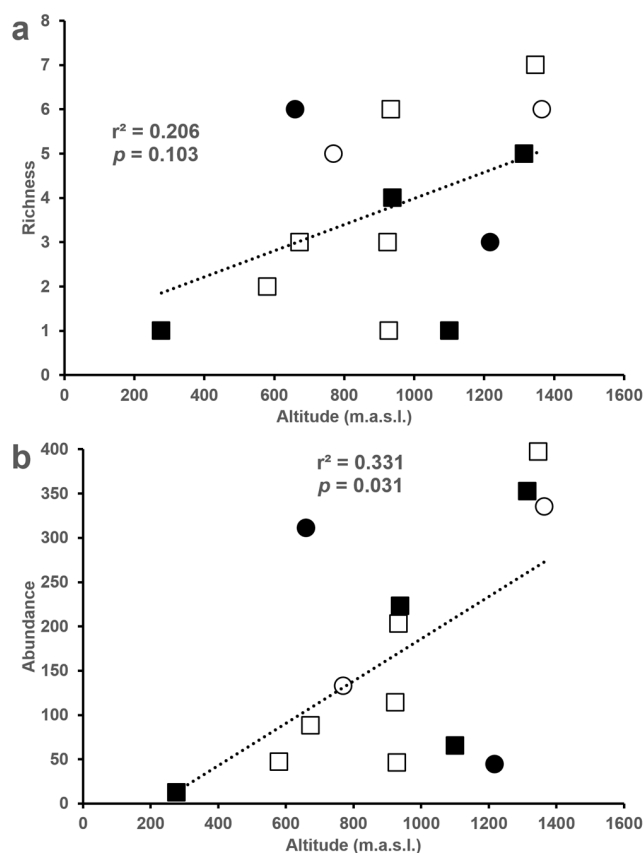 a
8
7
6
5
4
3
2
1
0
Richness
r² = 0.206
p = 0.103
0 200 400 600 800 1000 1200 1400 1600
Altitude (m.a.s.l.)
b
400
350
300
250
200
150
100
50
0
Abundance
r² = 0.331
p = 0.031
0 200 400 600 800 1000 1200 1400 1600
Altitude (m.a.s.l.)